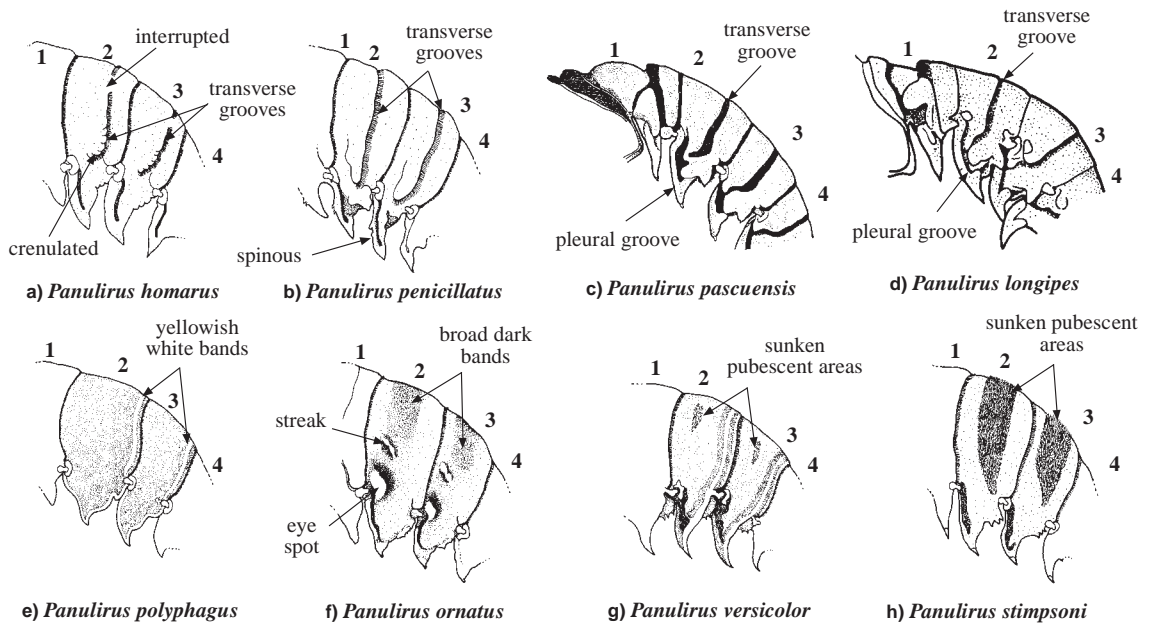 interrupted
1
2
3
4
transverse
grooves
crenulated
a) Panulirus homarus
transverse
grooves
1
2
3
4
spinous
b) Panulirus penicillatus
transverse
groove
1
2
3
4
pleural groove
c) Panulirus pascuensis
transverse
groove
1
2
3
4
pleural groove
d) Panulirus longipes
yellowish
white bands
1
2
3
4
e) Panulirus polyphagus
broad dark
bands
1
2
3
4
streak
eye
spot
f) Panulirus ornatus
sunken
pubescent areas
1
2
3
4
g) Panulirus versicolor
sunken pubescent
areas
1
2
3
4
h) Panulirus stimpsoni